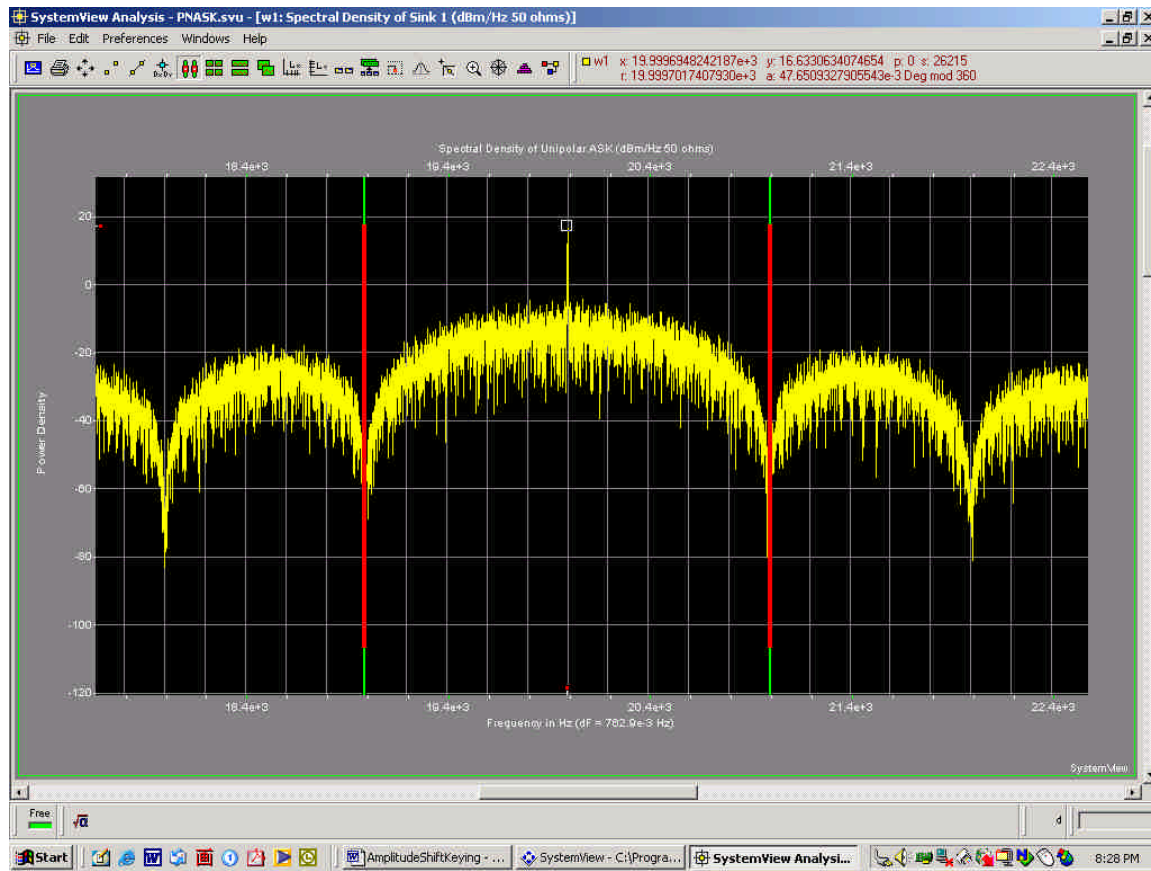 SystemView Analysis - PNASK.svu - [w1: Spectral Density of Sink 1 (dBm/Hz 50 ohms)]
File Edit Preferences Windows Help
w1 x: 19.9996948242187e+3 y: 16.6330634074654 p: 0 s: 26215
r: 19.9997017407930e+3 a: 47.6509327905543e-3 Deg mod 360
Spectral Density of Unipolar ASK (dBm/Hz 50 ohms)
18.4e+3 19.4e+3 20.4e+3 21.4e+3 22.4e+3
20
0
-20
-40
-60
-80
-100
-120
Power Density
18.4e+3 19.4e+3 20.4e+3 21.4e+3 22.4e+3
Frequency in Hz (dF = 762.9e-3 Hz)
SystemView
Free
√α
d
Start
AmplitudeShiftKeying - ...
SystemView - C:\Progra...
SystemView Analysi...
8:28 PM